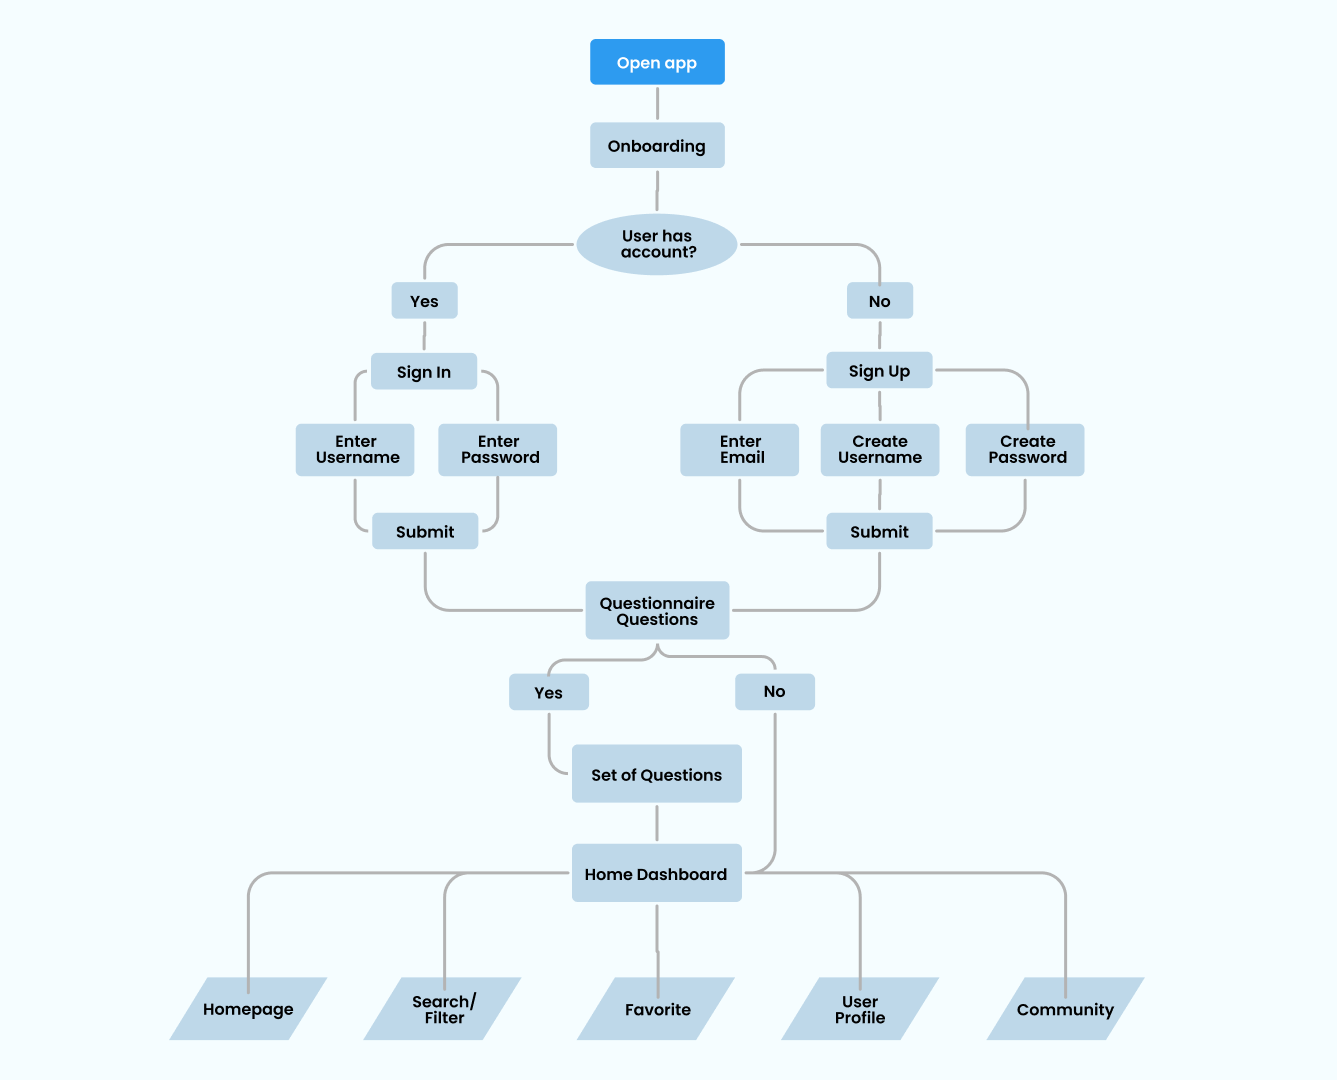 Open app
Onboarding
User has
account?
Yes
No
Sign In
Sign Up
Enter
Username
Enter
Password
Enter
Email
Create
Username
Create
Password
Submit
Submit
Questionnaire
Questions
Yes
No
Set of Questions
Home Dashboard
Homepage
Search/
Filter
Favorite
User
Profile
Community